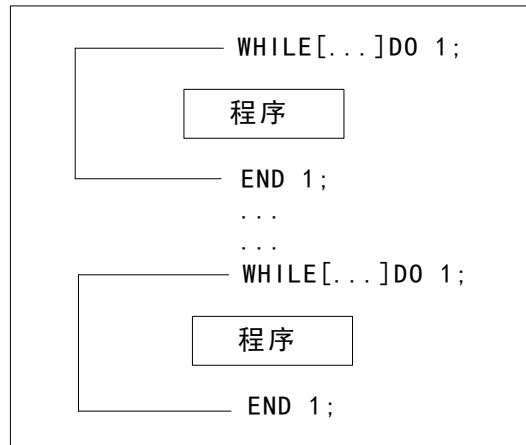 WHILE[...]DO 1;
程序
END 1;
...
...
WHILE[...]DO 1;
程序
END 1;